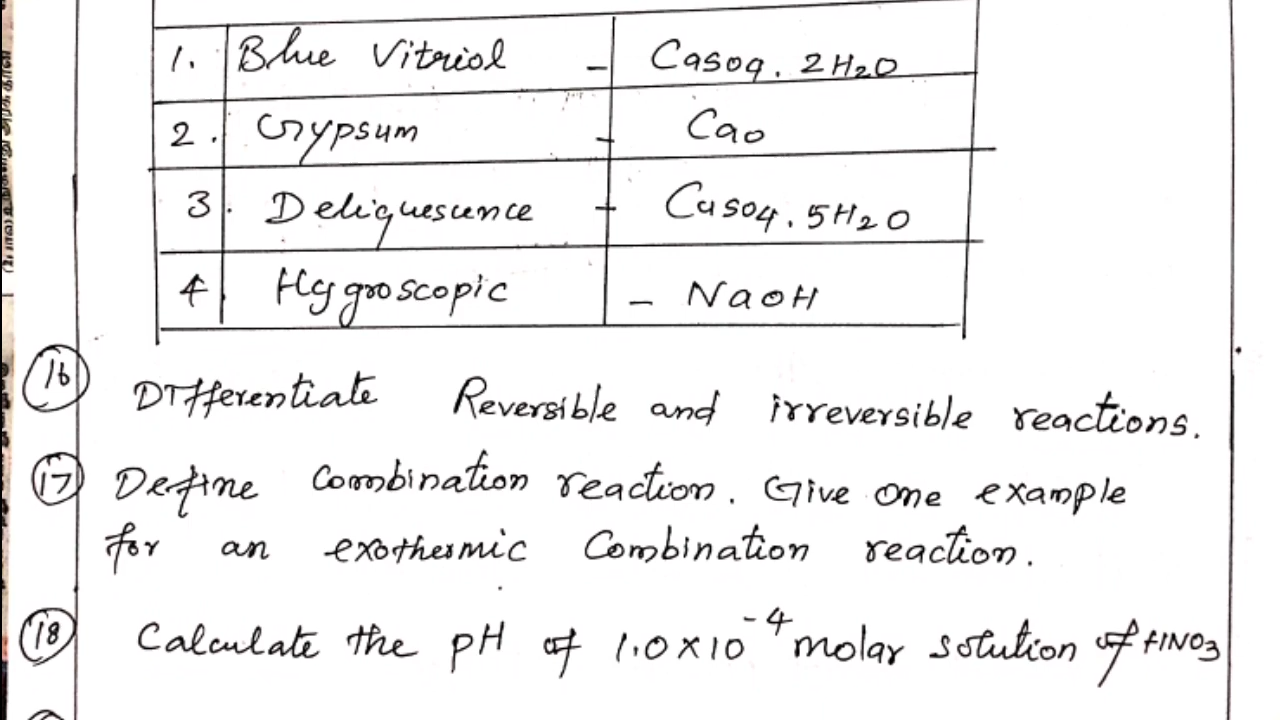 1. Blue Vitriol - CaSO4. 2H2O
2. Gypsum - CaO
3. Deliquescence - CuSO4. 5H2O
4 Hygroscopic - NaOH
16 Differentiate Reversible and irreversible reactions.
17 Define Combination reaction. Give one example
for an exothermic Combination reaction.
18 Calculate the pH of 1.0×10⁻⁴ molar solution of HNO3